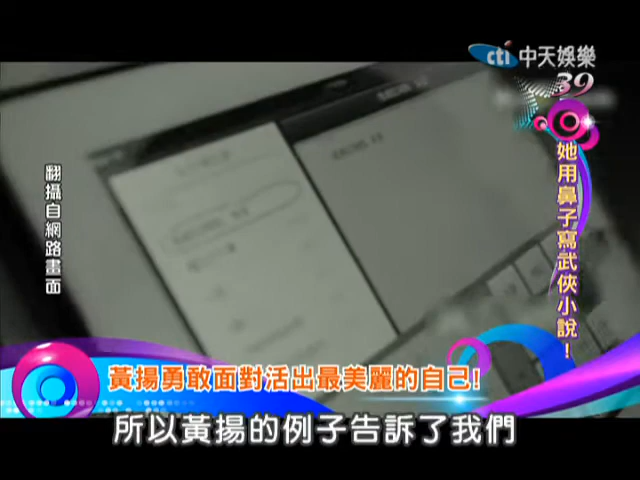 cti 中天娛樂
39
她用鼻子寫武俠小說！
翻攝自網路畫面
黃揚勇敢面對活出最美麗的自己!
所以黃揚的例子告訴了我們